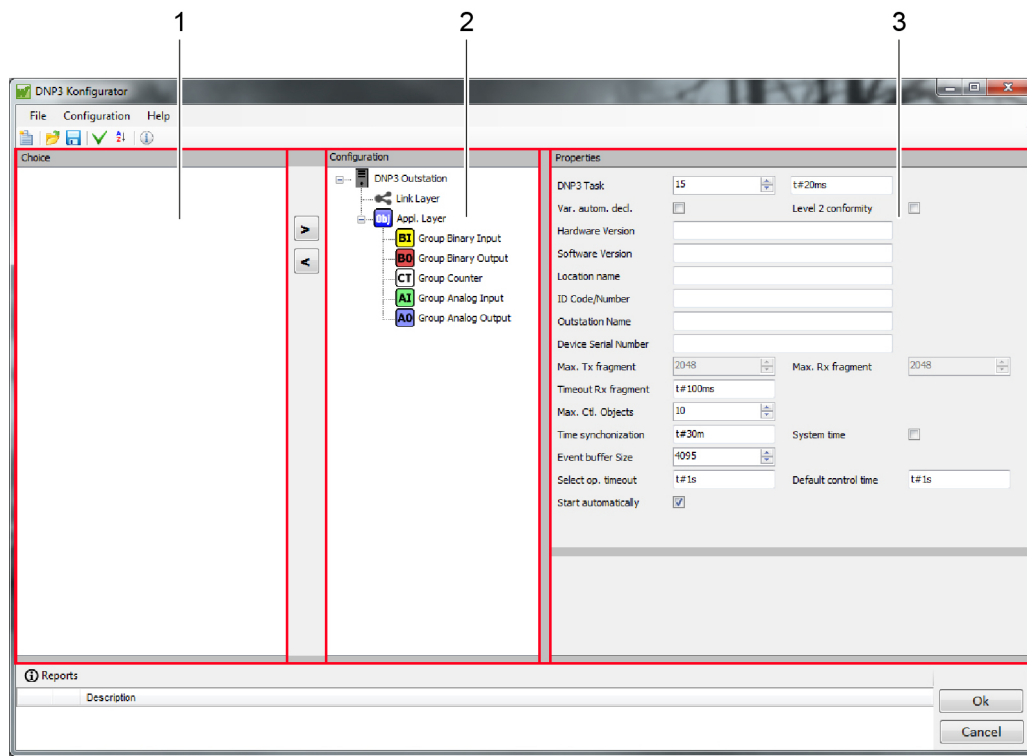 1 2 3
DNP3 Konfigurator
File Configuration Help
Choice
Configuration
DNP3 Outstation
Link Layer
Obj Appl. Layer
BI Group Binary Input
BO Group Binary Output
CT Group Counter
AI Group Analog Input
AO Group Analog Output
>
<
Properties
DNP3 Task 15 t#20ms
Var. autom. decl. Level 2 conformity
Hardware Version
Software Version
Location name
ID Code/Number
Outstation Name
Device Serial Number
Max. Tx fragment 2048 Max. Rx fragment 2048
Timeout Rx fragment t#100ms
Max. Ctl. Objects 10
Time synchonization t#30m System time
Event buffer Size 4095
Select op. timeout t#1s Default control time t#1s
Start automatically
Reports
Description
Ok
Cancel